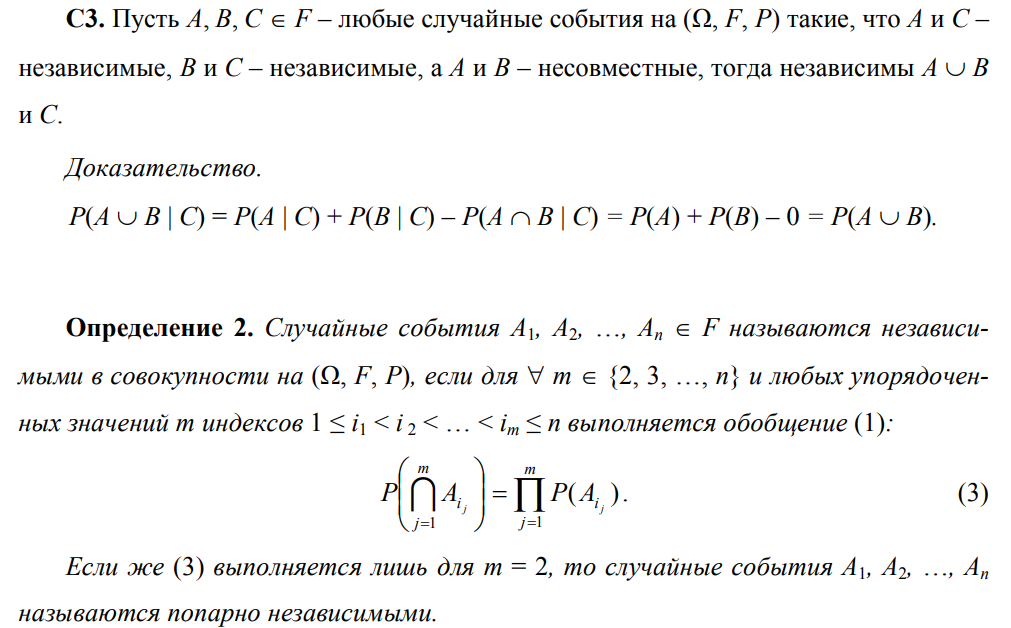 С3. Пусть A, B, C ∈ F – любые случайные события на (Ω, F, P) такие, что A и C –
независимые, B и C – независимые, а A и B – несовместные, тогда независимы A ∪ B
и C.
Доказательство.
P(A ∪ B | C) = P(A | C) + P(B | C) – P(A ∩ B | C) = P(A) + P(B) – 0 = P(A ∪ B).
Определение 2. Случайные события A₁, A₂, …, Aₙ ∈ F называются независи-
мыми в совокупности на (Ω, F, P), если для ∀ m ∈ {2, 3, …, n} и любых упорядочен-
ных значений m индексов 1 ≤ i₁ < i ₂ < … < iₘ ≤ n выполняется обобщение (1):
P(⋂_{j=1}^{m} A_{i_j}) = ∏_{j=1}^{m} P(A_{i_j}). (3)
Если же (3) выполняется лишь для m = 2, то случайные события A₁, A₂, …, Aₙ
называются попарно независимыми.